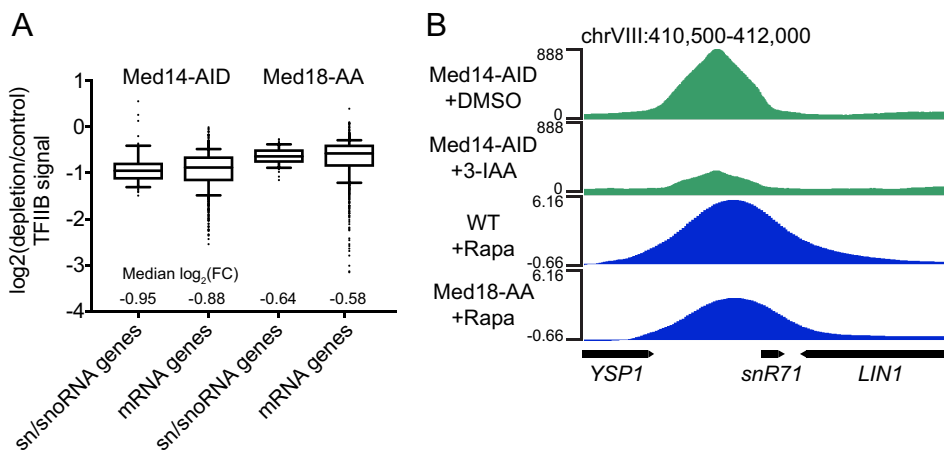 A
Med14-AID
Med18-AA
log2(depletion/control)
TFIIB signal
1
0
-1
-2
-3
-4
Median log2(FC)
-0.95
-0.88
-0.64
-0.58
sn/snoRNA genes
mRNA genes
sn/snoRNA genes
mRNA genes
B
chrVIII:410,500-412,000
Med14-AID
+DMSO
888
0
Med14-AID
+3-IAA
888
0
WT
+Rapa
6.16
-0.66
Med18-AA
+Rapa
6.16
-0.66
YSP1
snR71
LIN1